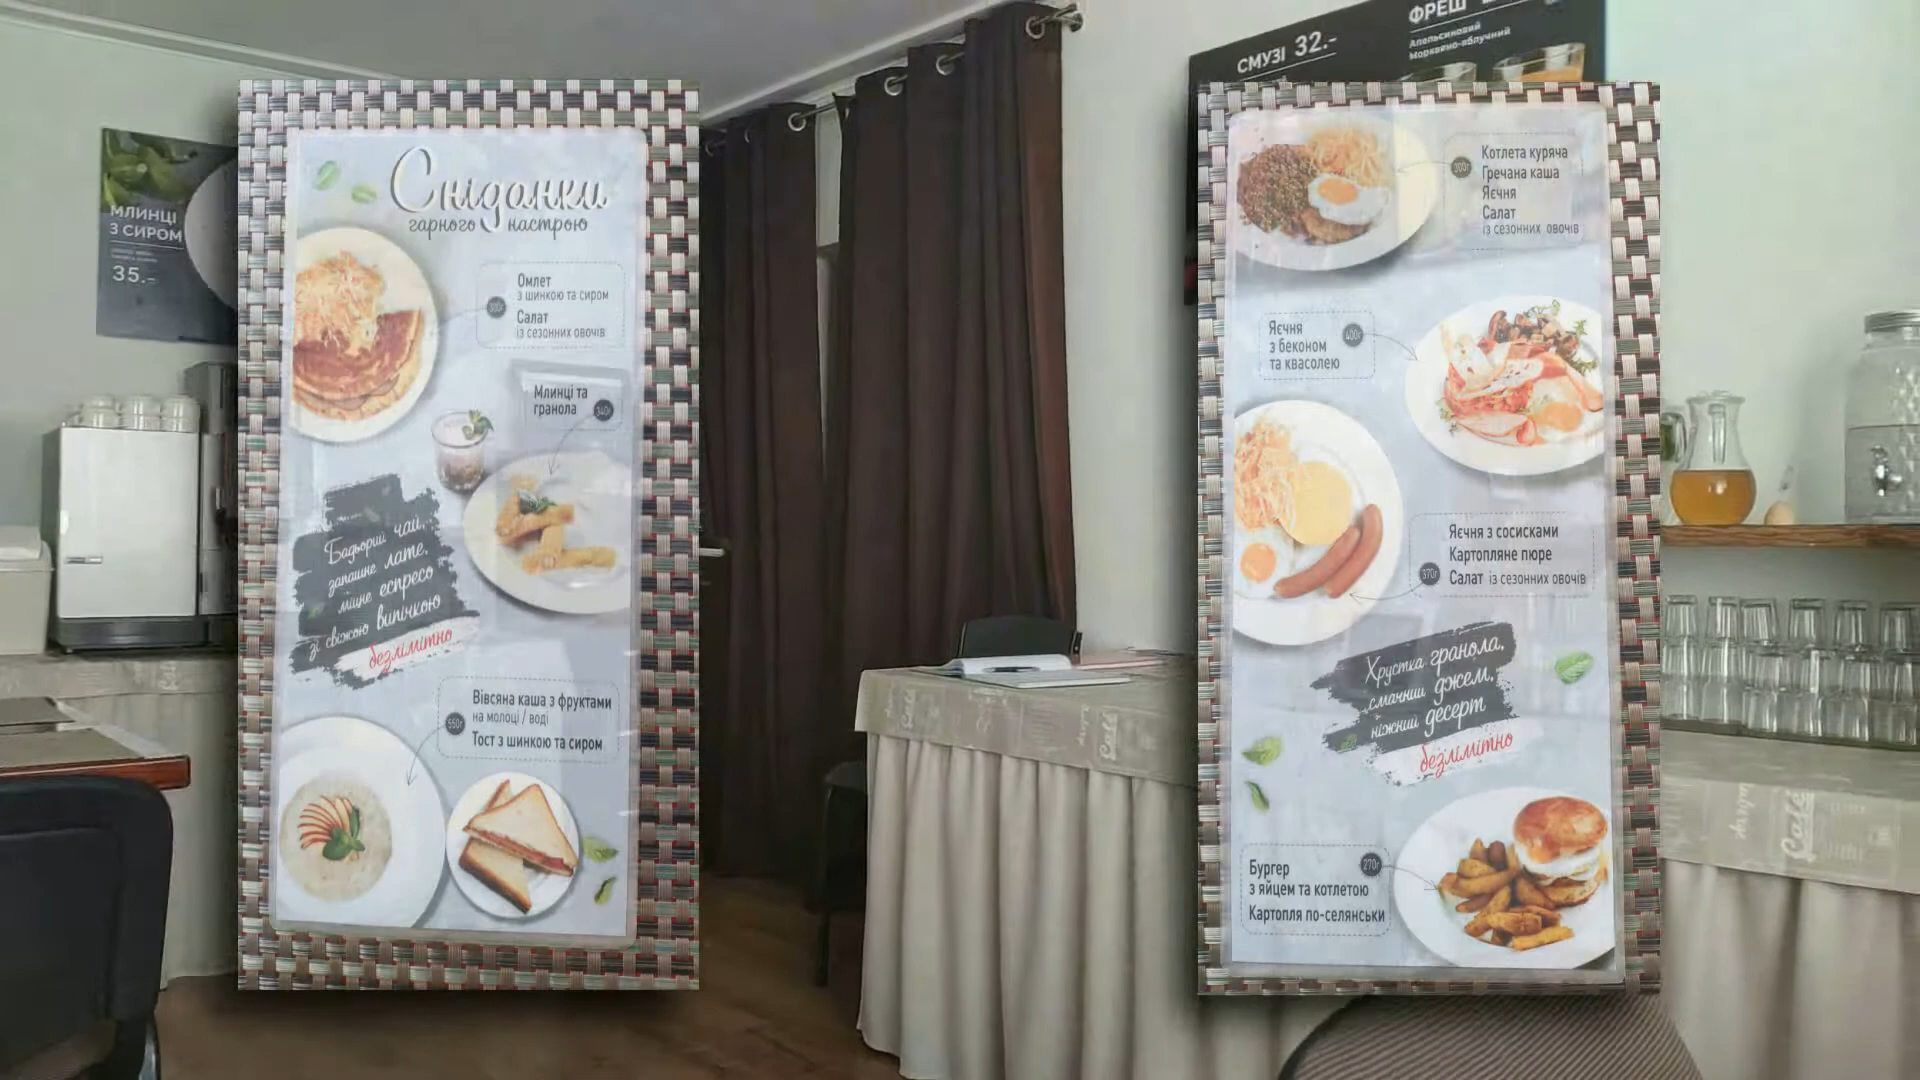 МЛИНЦІ
З СИРОМ
35.-
Сніданки
гарного настрою
300г
Омлет
з шинкою та сиром
Салат
із сезонних овочів
Млинці та
гранола
340г
Бадьорий чай,
запашне лате,
міцне еспресо
зі свіжою випічкою
безлімітно
550г
Вівсяна каша з фруктами
на молоці / воді
Тост з шинкою та сиром
СМУЗІ 32.-
ФРЕШ
Апельсиновий
Морквяно-яблучний
300г
Котлета куряча
Гречана каша
Яєчня
Салат
із сезонних овочів
Яєчня
з беконом
та квасолею
400г
Яєчня з сосисками
Картопляне пюре
Салат із сезонних овочів
370г
Хрустка гранола,
смачний джем,
ніжний десерт
безлімітно
Бургер
з яйцем та котлетою
Картопля по-селянськи
270г
Café
Café